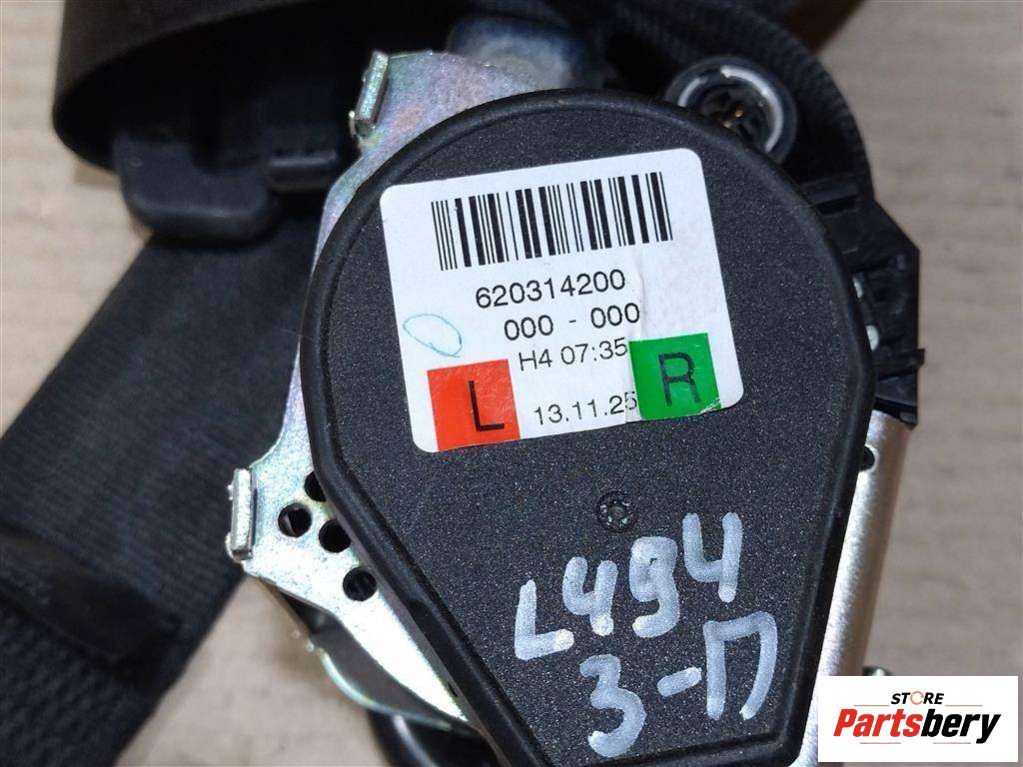 620314200
000 - 000
H4 07:35
L 13.11.25 R
L494
3-П
STORE
Partsbery